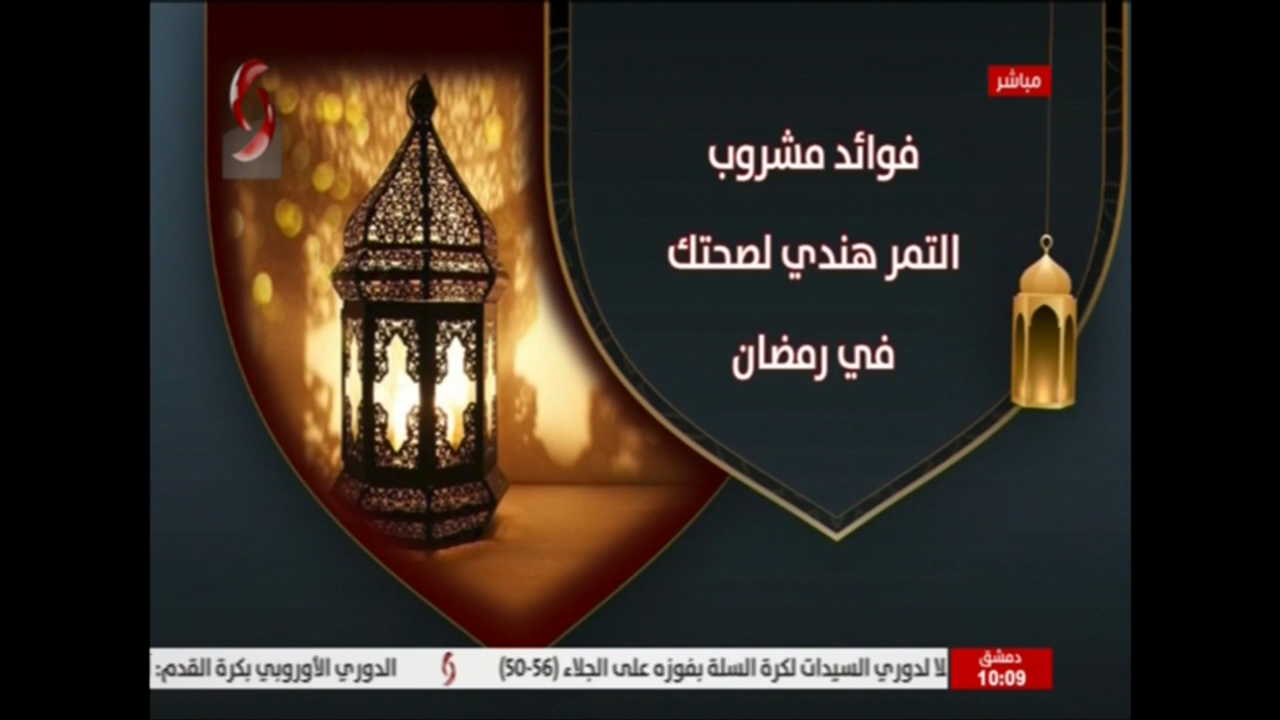 مباشر
فوائد مشروب
التمر هندي لصحتك
في رمضان
لدوري السيدات لكرة السلة بفوزه على الجلاء (56-50)
الدوري الأوروبي بكرة القدم:
دمشق
10:09